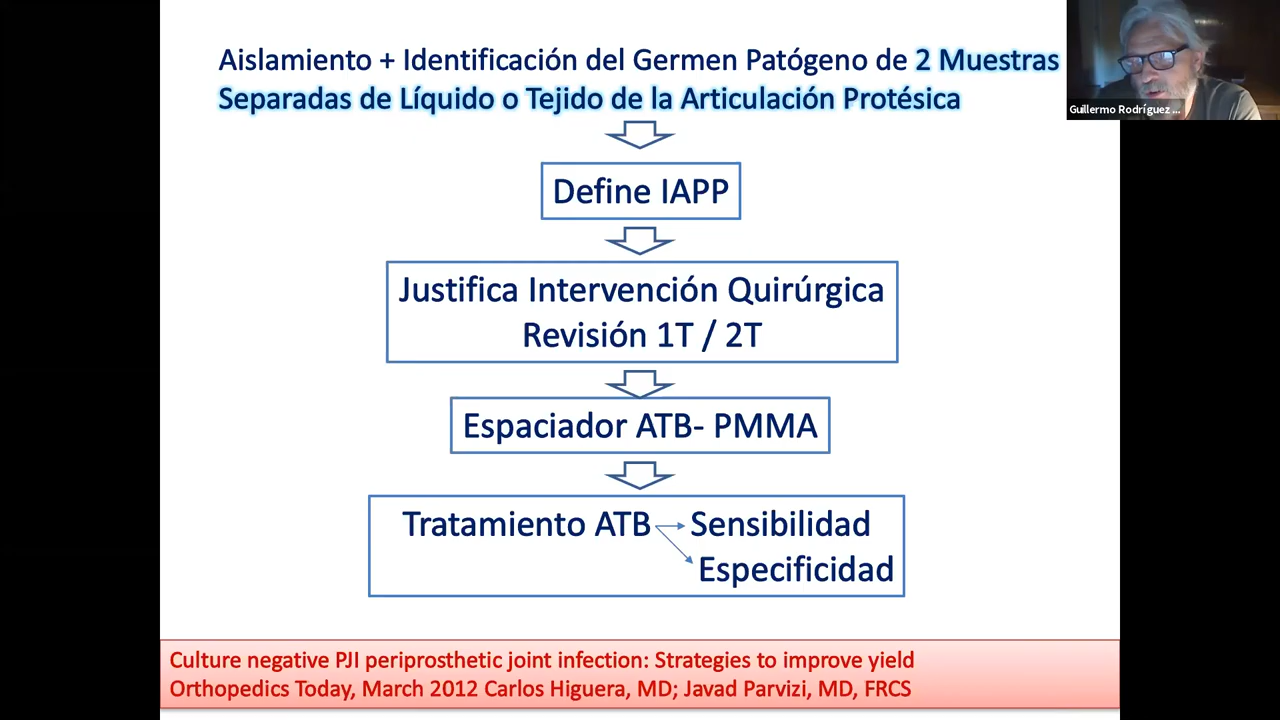 Aislamiento + Identificación del Germen Patógeno de 2 Muestras
Separadas de Líquido o Tejido de la Articulación Protésica
Guillermo Rodríguez ...
Define IAPP
Justifica Intervención Quirúrgica
Revisión 1T / 2T
Espaciador ATB- PMMA
Tratamiento ATB Sensibilidad
Especificidad
Culture negative PJI periprosthetic joint infection: Strategies to improve yield
Orthopedics Today, March 2012 Carlos Higuera, MD; Javad Parvizi, MD, FRCS